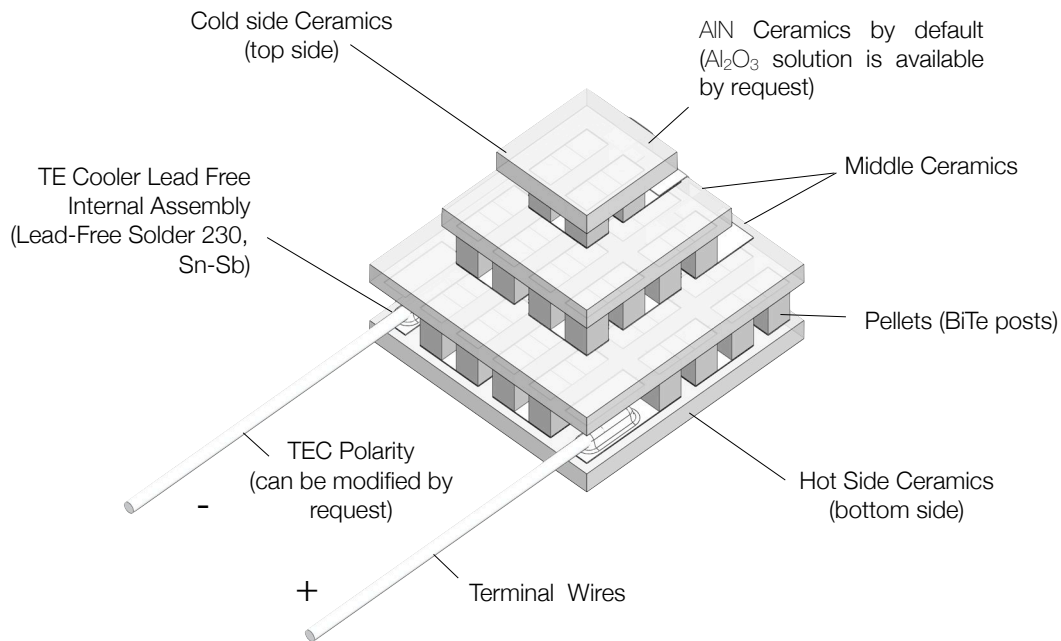 Cold side Ceramics
(top side)
AlN Ceramics by default
(Al₂O₃ solution is available
by request)
TE Cooler Lead Free
Internal Assembly
(Lead-Free Solder 230,
Sn-Sb)
Middle Ceramics
Pellets (BiTe posts)
TEC Polarity
(can be modified by
request)
-
Hot Side Ceramics
(bottom side)
+
Terminal Wires